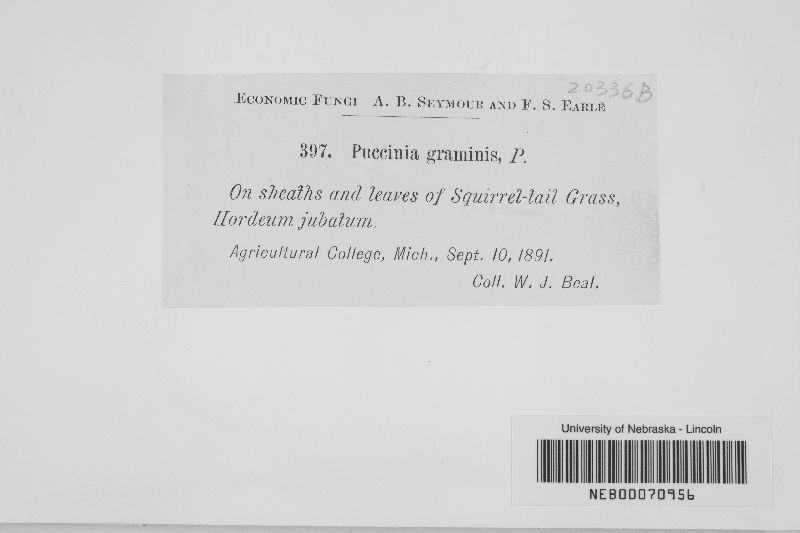 20336B
Economic Fungi A. B. Seymour and F. S. Earle
397. Puccinia graminis, P.
On sheaths and leaves of Squirrel-tail Grass,
Hordeum jubatum.
Agricultural College, Mich., Sept. 10, 1891.
Coll. W. J. Beal.
University of Nebraska - Lincoln
NEB00070956